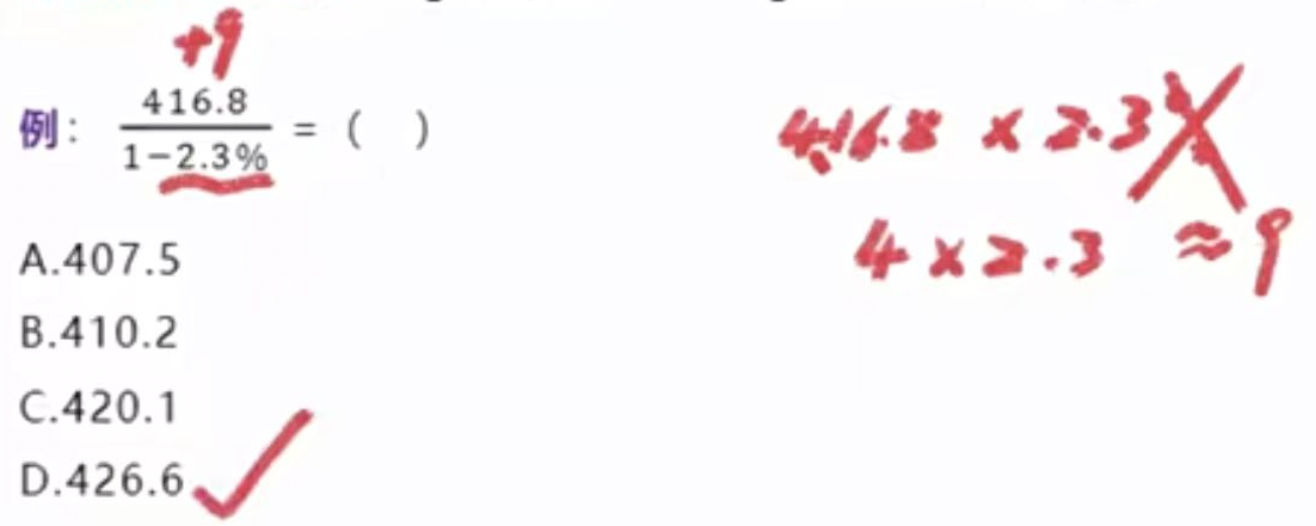 +9
例： 416.8/(1-2.3%) = ( )
416.8 × 2.3%
4 × 2.3 ≈ 9
A.407.5
B.410.2
C.420.1
D.426.6